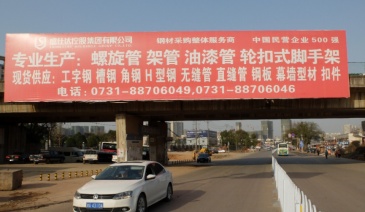 钢材采购整体服务商 中国民营企业500强
专业生产：螺旋管 架管 油漆管 轮扣式脚手架
现货供应：工字钢 槽钢 角钢 H型钢 无缝管 直缝管 钢板 幕墙型材 扣件
电话：0731-88706049,0731-88706046